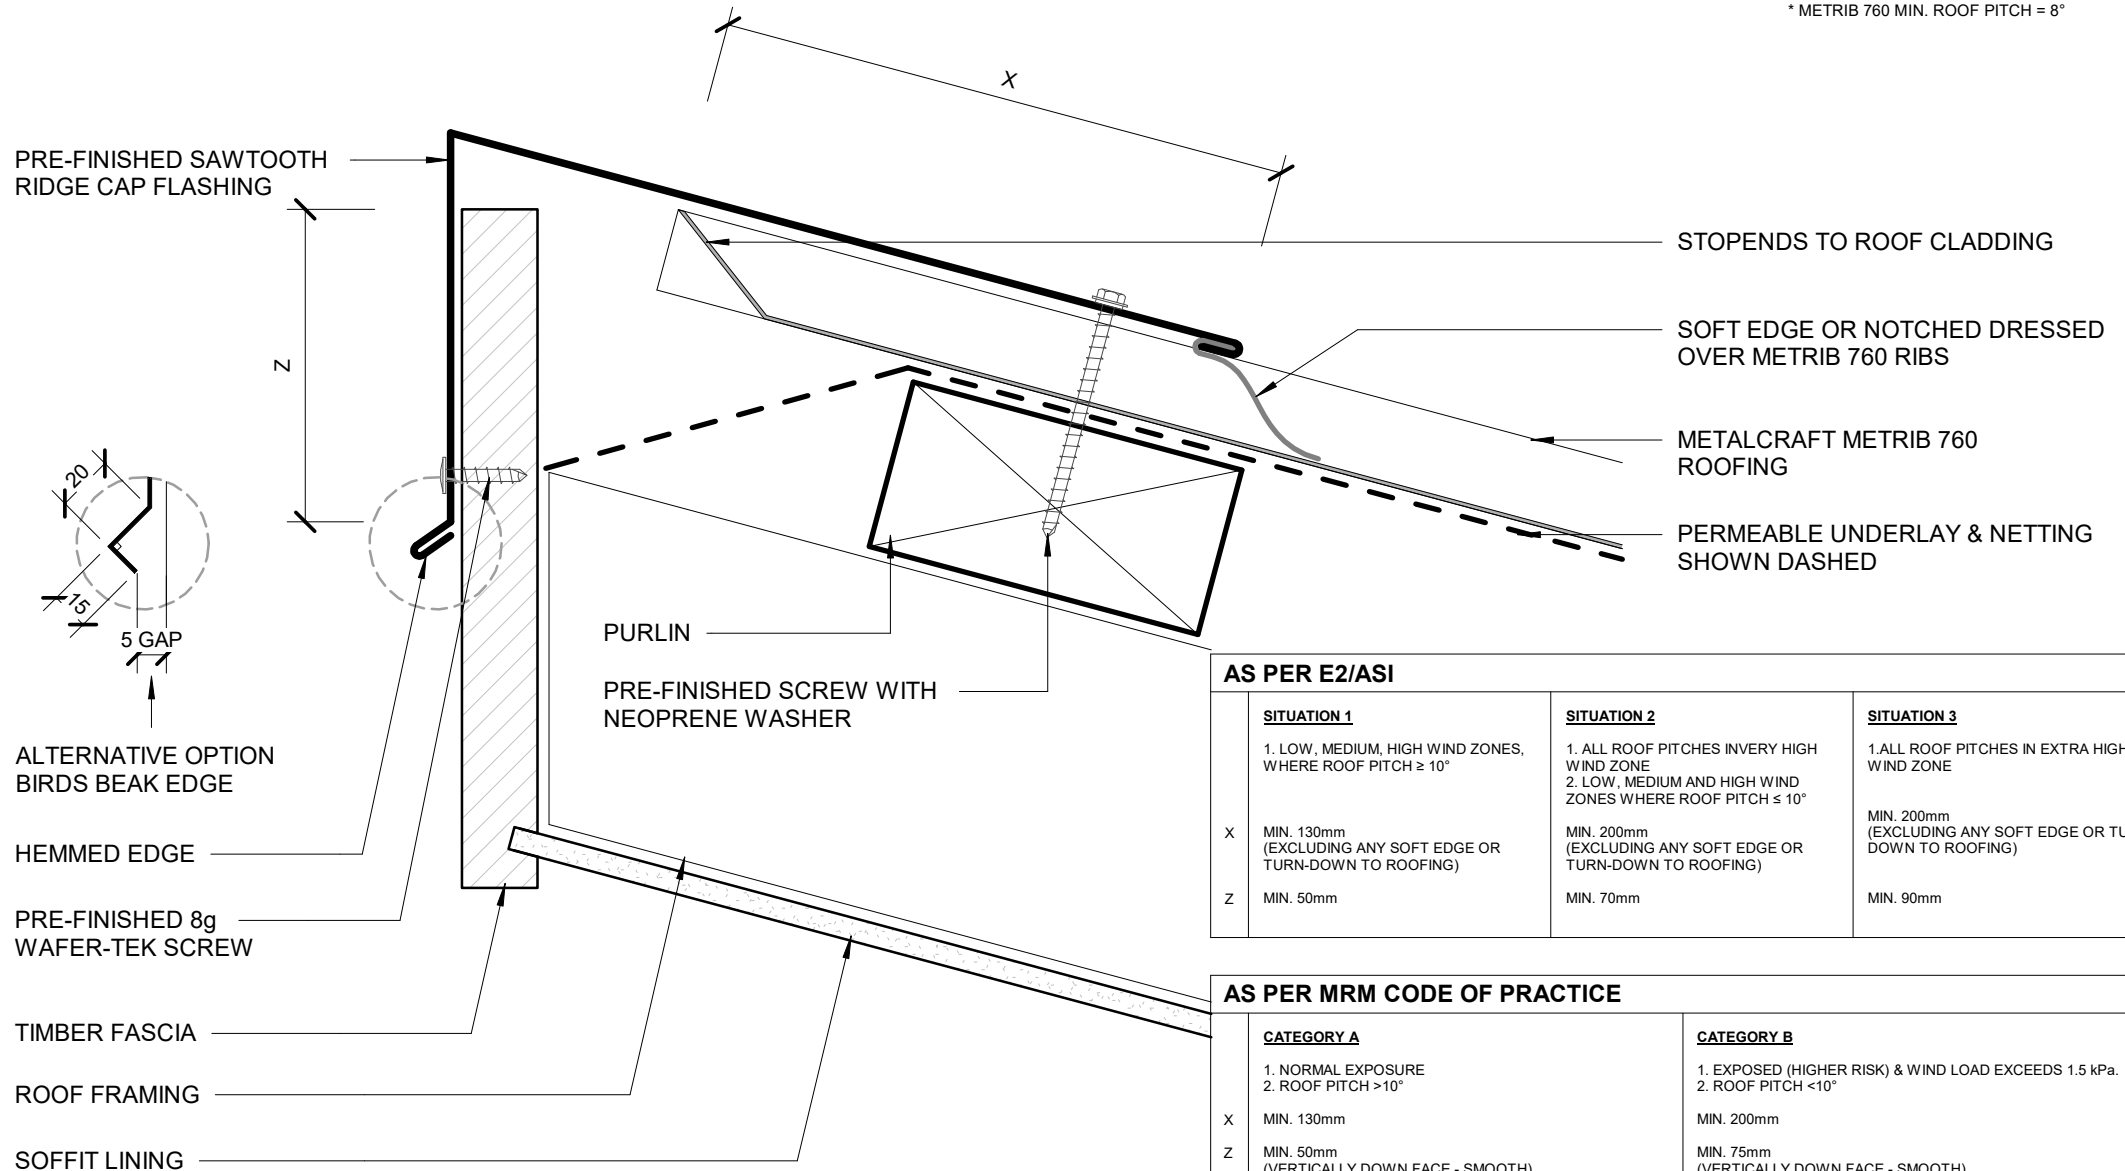 * METRIB 760 MIN. ROOF PITCH = 8°
X
PRE-FINISHED SAWTOOTH
RIDGE CAP FLASHING
Z
STOPENDS TO ROOF CLADDING
SOFT EDGE OR NOTCHED DRESSED
OVER METRIB 760 RIBS
METALCRAFT METRIB 760
ROOFING
PERMEABLE UNDERLAY & NETTING
SHOWN DASHED
20
15
5 GAP
PURLIN
PRE-FINISHED SCREW WITH
NEOPRENE WASHER
ALTERNATIVE OPTION
BIRDS BEAK EDGE
HEMMED EDGE
PRE-FINISHED 8g
WAFER-TEK SCREW
TIMBER FASCIA
ROOF FRAMING
SOFFIT LINING
AS PER E2/ASI
SITUATION 1
1. LOW, MEDIUM, HIGH WIND ZONES,
WHERE ROOF PITCH ≥ 10°
SITUATION 2
1. ALL ROOF PITCHES INVERY HIGH
WIND ZONE
2. LOW, MEDIUM AND HIGH WIND
ZONES WHERE ROOF PITCH ≤ 10°
SITUATION 3
1.ALL ROOF PITCHES IN EXTRA HIGH
WIND ZONE
X
MIN. 130mm
(EXCLUDING ANY SOFT EDGE OR
TURN-DOWN TO ROOFING)
MIN. 200mm
(EXCLUDING ANY SOFT EDGE OR
TURN-DOWN TO ROOFING)
MIN. 200mm
(EXCLUDING ANY SOFT EDGE OR TU
DOWN TO ROOFING)
Z
MIN. 50mm
MIN. 70mm
MIN. 90mm
AS PER MRM CODE OF PRACTICE
CATEGORY A
1. NORMAL EXPOSURE
2. ROOF PITCH >10°
CATEGORY B
1. EXPOSED (HIGHER RISK) & WIND LOAD EXCEEDS 1.5 kPa.
2. ROOF PITCH <10°
X
MIN. 130mm
MIN. 200mm
Z
MIN. 50mm
(VERTICALLY DOWN FACE - SMOOTH)
MIN. 75mm
(VERTICALLY DOWN FACE - SMOOTH)